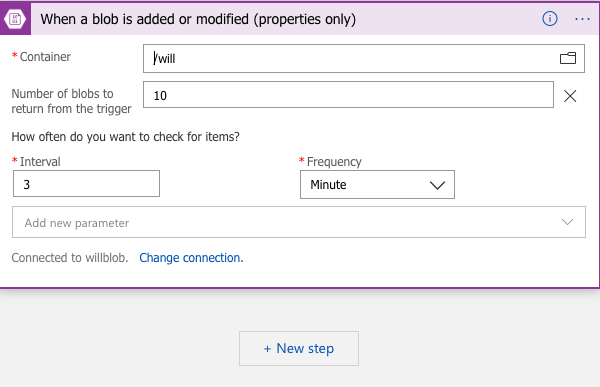 When a blob is added or modified (properties only)
* Container
/will
Number of blobs to
return from the trigger
10
How often do you want to check for items?
* Interval
* Frequency
3
Minute
Add new parameter
Connected to willblob. Change connection.
+ New step